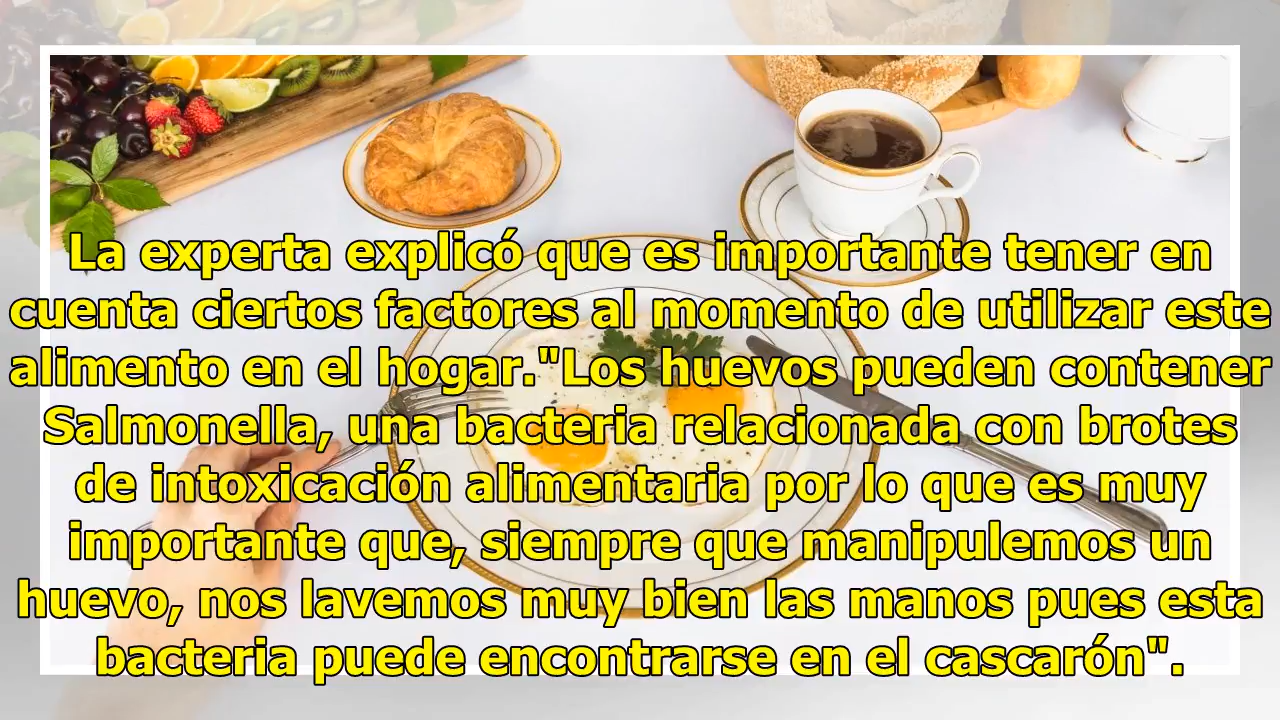 La experta explicó que es importante tener en
cuenta ciertos factores al momento de utilizar este
alimento en el hogar."Los huevos pueden contener
Salmonella, una bacteria relacionada con brotes
de intoxicación alimentaria por lo que es muy
importante que, siempre que manipulemos un
huevo, nos lavemos muy bien las manos pues esta
bacteria puede encontrarse en el cascarón".